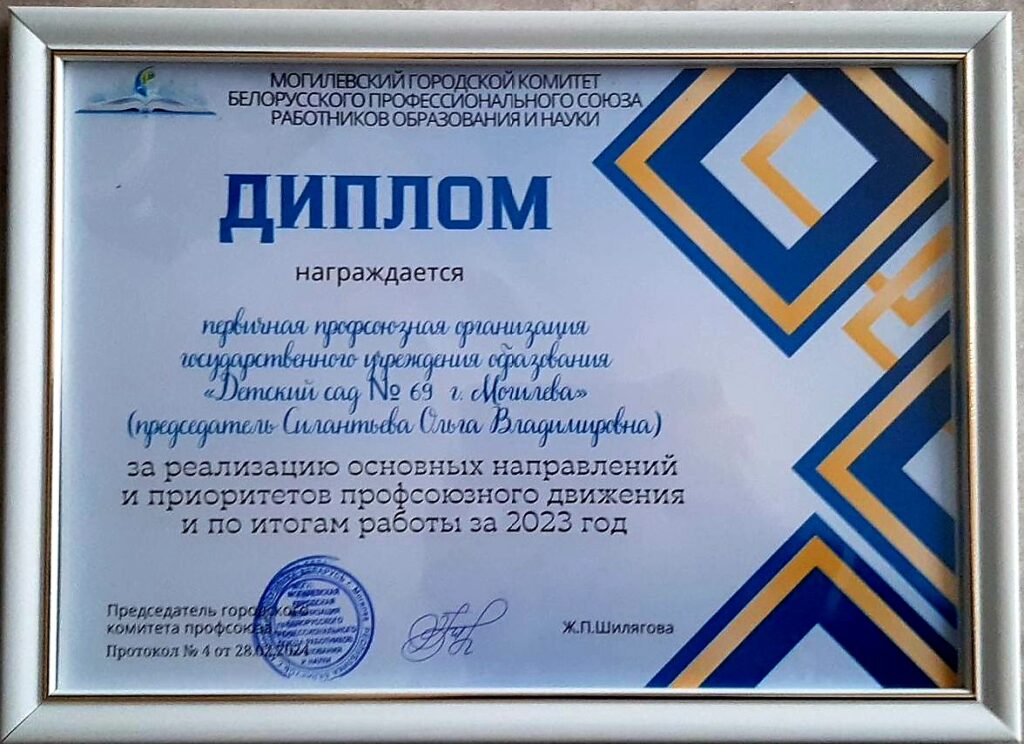 МОГИЛЕВСКИЙ ГОРОДСКОЙ КОМИТЕТ
БЕЛОРУССКОГО ПРОФЕССИОНАЛЬНОГО СОЮЗА
РАБОТНИКОВ ОБРАЗОВАНИЯ И НАУКИ
ДИПЛОМ
награждается
первичная профсоюзная организация
государственного учреждения образования
«Детский сад № 69 г. Могилева»
(председатель Силантьева Ольга Владимировна)
за реализацию основных направлений
и приоритетов профсоюзного движения
и по итогам работы за 2023 год
Председатель городского
комитета профсоюза
Ж.П.Шилягова
Протокол № 4 от 28.02.2024